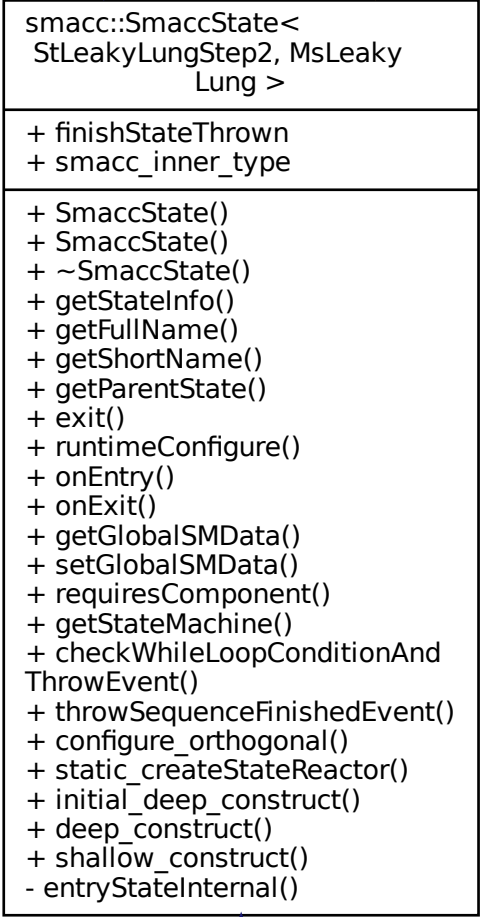 smacc::SmaccState<
StLeakyLungStep2, MsLeaky
Lung >
+ finishStateThrown
+ smacc_inner_type
+ SmaccState()
+ SmaccState()
+ ~SmaccState()
+ getStateInfo()
+ getFullName()
+ getShortName()
+ getParentState()
+ exit()
+ runtimeConfigure()
+ onEntry()
+ onExit()
+ getGlobalSMData()
+ setGlobalSMData()
+ requiresComponent()
+ getStateMachine()
+ checkWhileLoopConditionAnd
ThrowEvent()
+ throwSequenceFinishedEvent()
+ configure_orthogonal()
+ static_createStateReactor()
+ initial_deep_construct()
+ deep_construct()
+ shallow_construct()
- entryStateInternal()